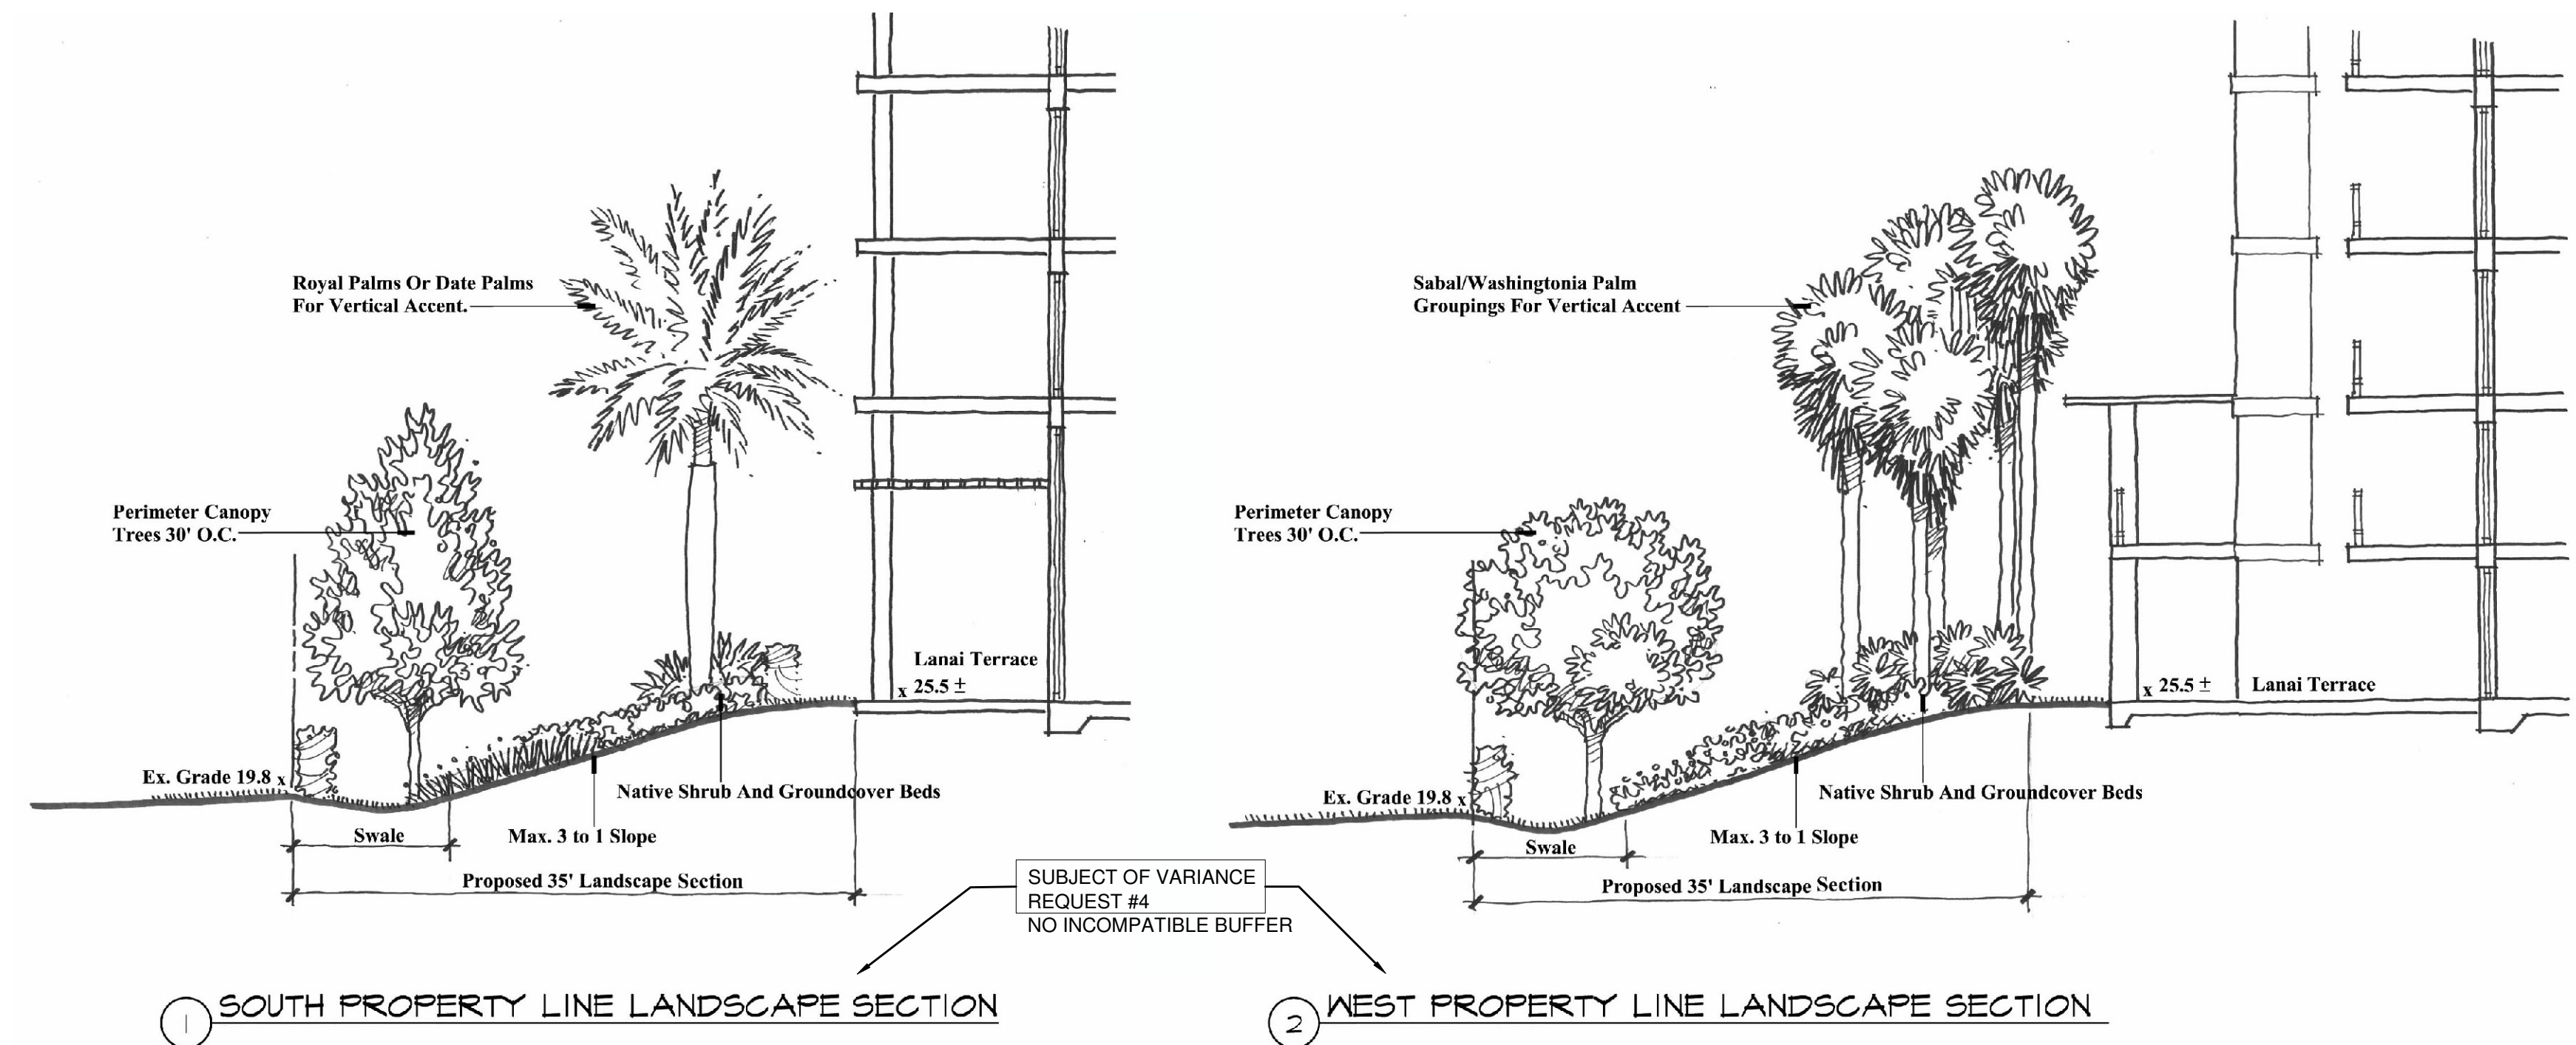 Royal Palms Or Date Palms
For Vertical Accent.
Perimeter Canopy
Trees 30' O.C.
Lanai Terrace
x 25.5 ±
Ex. Grade 19.8 x
Native Shrub And Groundcover Beds
Swale
Max. 3 to 1 Slope
Proposed 35' Landscape Section
1 SOUTH PROPERTY LINE LANDSCAPE SECTION
SUBJECT OF VARIANCE
REQUEST #4
NO INCOMPATIBLE BUFFER
Sabal/Washingtonia Palm
Groupings For Vertical Accent
Perimeter Canopy
Trees 30' O.C.
x 25.5 ± Lanai Terrace
Ex. Grade 19.8 x
Native Shrub And Groundcover Beds
Max. 3 to 1 Slope
Swale
Proposed 35' Landscape Section
2 WEST PROPERTY LINE LANDSCAPE SECTION